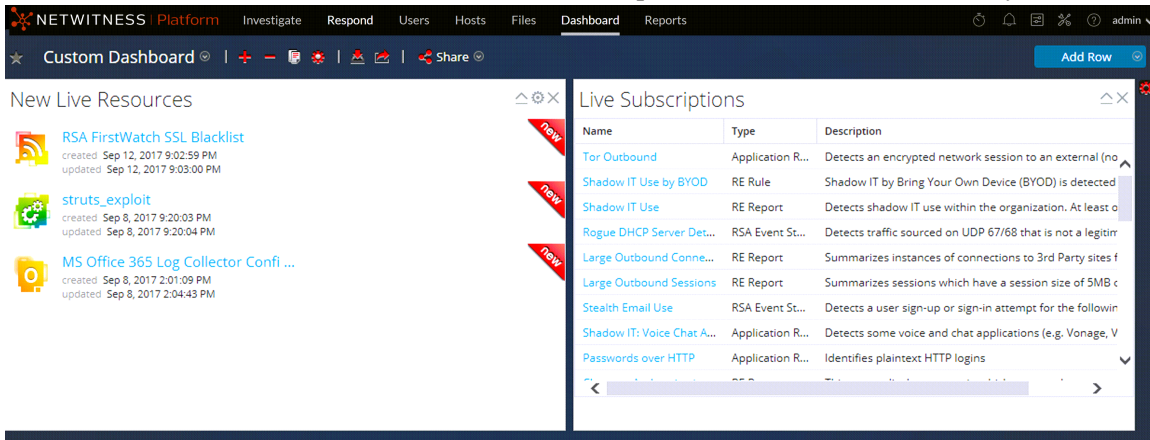 NETWITNESS Platform Investigate Respond Users Hosts Files Dashboard Reports admin
Custom Dashboard Share Add Row
New Live Resources
RSA FirstWatch SSL Blacklist
created Sep 12, 2017 9:02:59 PM
updated Sep 12, 2017 9:03:00 PM
new
struts_exploit
created Sep 8, 2017 9:20:03 PM
updated Sep 8, 2017 9:20:04 PM
new
MS Office 365 Log Collector Confi ...
created Sep 8, 2017 2:01:09 PM
updated Sep 8, 2017 2:04:43 PM
new
Live Subscriptions
Name Type Description
Tor Outbound Application R... Detects an encrypted network session to an external (no
Shadow IT Use by BYOD RE Rule Shadow IT by Bring Your Own Device (BYOD) is detected
Shadow IT Use RE Report Detects shadow IT use within the organization. At least o
Rogue DHCP Server Det... RSA Event St... Detects traffic sourced on UDP 67/68 that is not a legitim
Large Outbound Conne... RE Report Summarizes instances of connections to 3rd Party sites f
Large Outbound Sessions RE Report Summarizes sessions which have a session size of 5MB c
Stealth Email Use RSA Event St... Detects a user sign-up or sign-in attempt for the followin
Shadow IT: Voice Chat A... Application R... Detects some voice and chat applications (e.g. Vonage, V
Passwords over HTTP Application R... Identifies plaintext HTTP logins